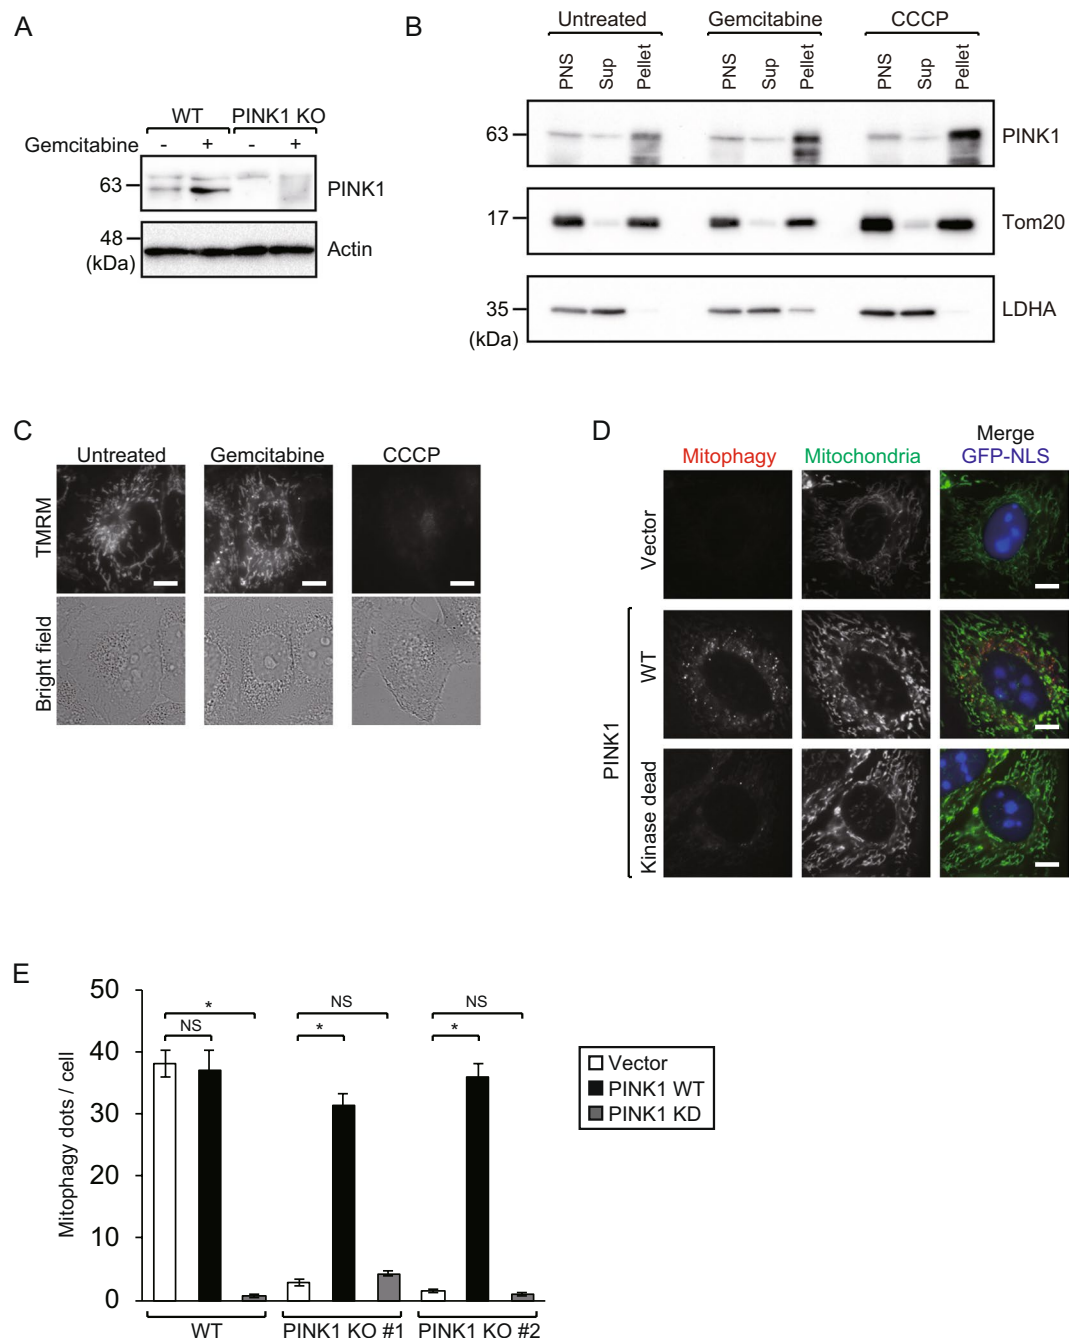 A
WT PINK1 KO
Gemcitabine - + - +
63 PINK1
48 Actin
(kDa)
B
Untreated Gemcitabine CCCP
PNS Sup Pellet PNS Sup Pellet PNS Sup Pellet
63 PINK1
17 Tom20
35 LDHA
(kDa)
C
Untreated Gemcitabine CCCP
TMRM
Bright field
D
Merge
Mitophagy Mitochondria GFP-NLS
Vector
PINK1
WT
Kinase dead
E
Mitophagy dots / cell
50
40
30
20
10
0
* NS NS
NS * *
Vector
PINK1 WT
PINK1 KD
WT PINK1 KO #1 PINK1 KO #2